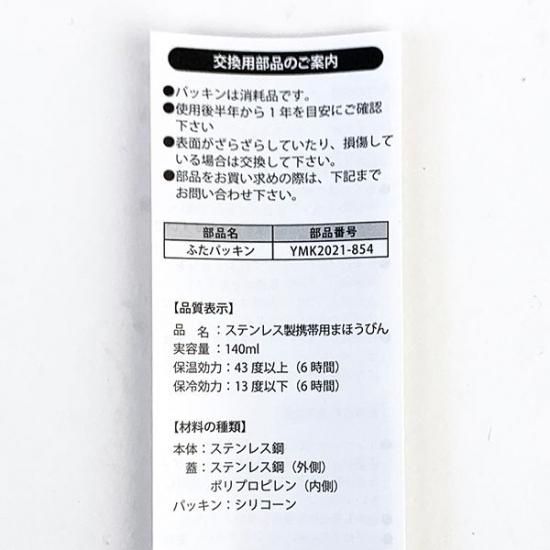 交換用部品のご案内
●パッキンは消耗品です。
●使用後半年から1年を目安にご確認
下さい
●表面がざらざらしていたり、損傷して
いる場合は交換して下さい。
●部品をお買い求めの際は、下記まで
お問い合わせ下さい。
部品名 部品番号
ふたパッキン YMK2021-854
【品質表示】
品 名：ステンレス製携帯用まほうびん
実容量：140ml
保温効力：43度以上（6時間）
保冷効力：13度以下（6時間）
【材料の種類】
本体：ステンレス鋼
蓋：ステンレス鋼（外側）
ポリプロピレン（内側）
パッキン：シリコーン